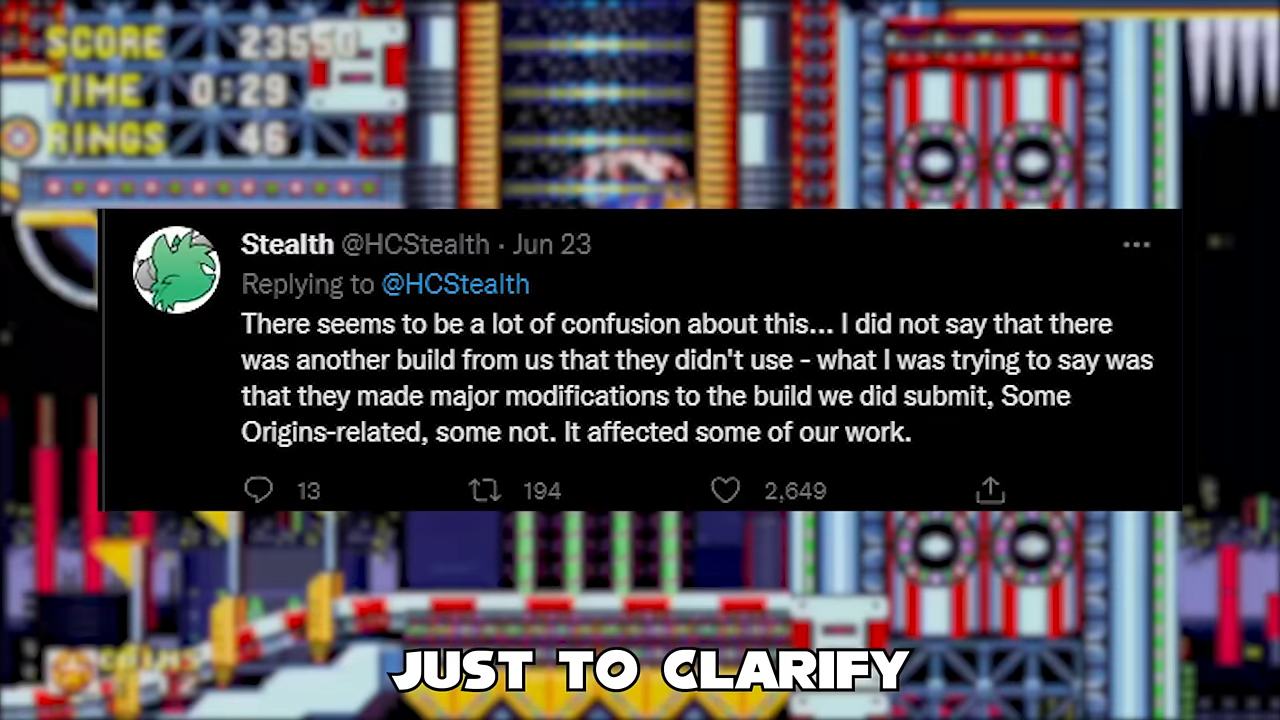 SCORE 23550
TIME 0:29
RINGS 46
Stealth @HCStealth · Jun 23
Replying to @HCStealth
There seems to be a lot of confusion about this... I did not say that there
was another build from us that they didn't use - what I was trying to say was
that they made major modifications to the build we did submit, Some
Origins-related, some not. It affected some of our work.
13 194 2,649
JUST TO CLARIFY